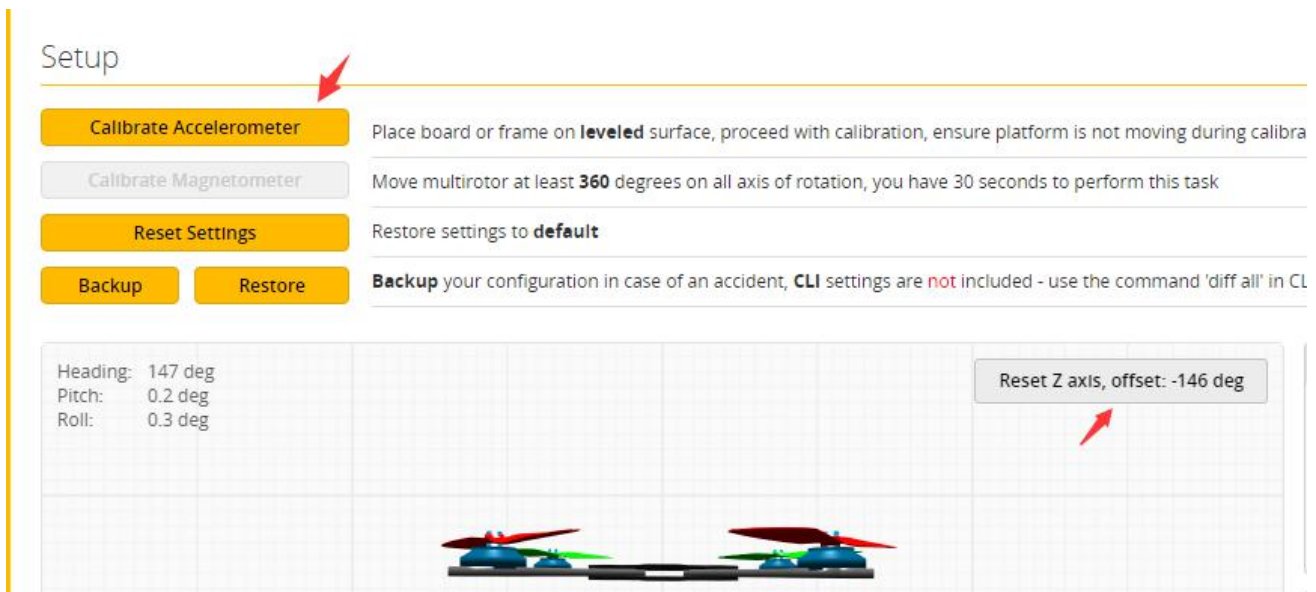 Setup
Calibrate Accelerometer
Place board or frame on leveled surface, proceed with calibration, ensure platform is not moving during calibra
Calibrate Magnetometer
Move multirotor at least 360 degrees on all axis of rotation, you have 30 seconds to perform this task
Reset Settings
Restore settings to default
Backup Restore
Backup your configuration in case of an accident, CLI settings are not included - use the command 'diff all' in CL
Heading: 147 deg
Pitch: 0.2 deg
Roll: 0.3 deg
Reset Z axis, offset: -146 deg